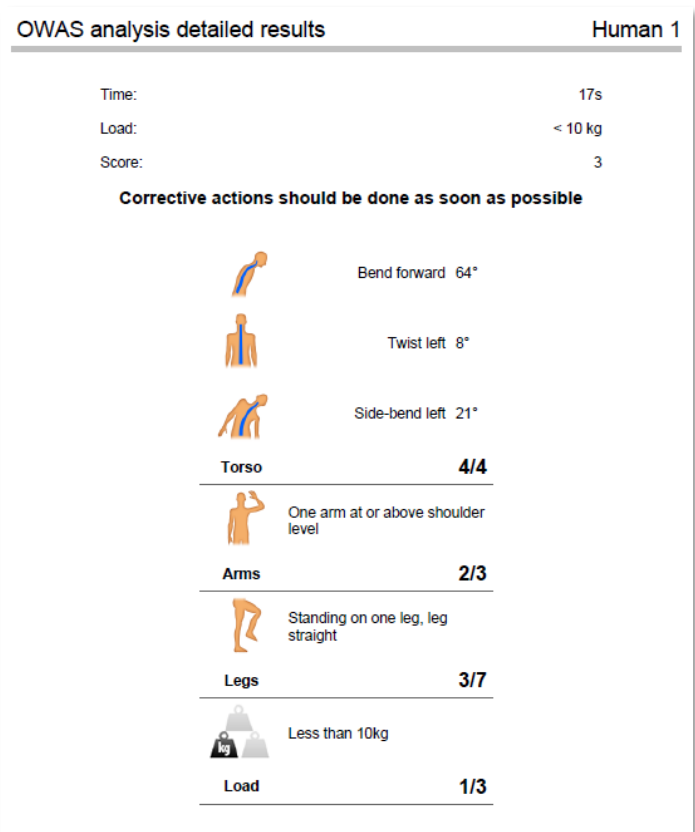 OWAS analysis detailed results Human 1
Time: 17s
Load: < 10 kg
Score: 3
Corrective actions should be done as soon as possible
Bend forward 64°
Twist left 8°
Side-bend left 21°
Torso 4/4
One arm at or above shoulder
level
Arms 2/3
Standing on one leg, leg
straight
Legs 3/7
kg
Less than 10kg
Load 1/3